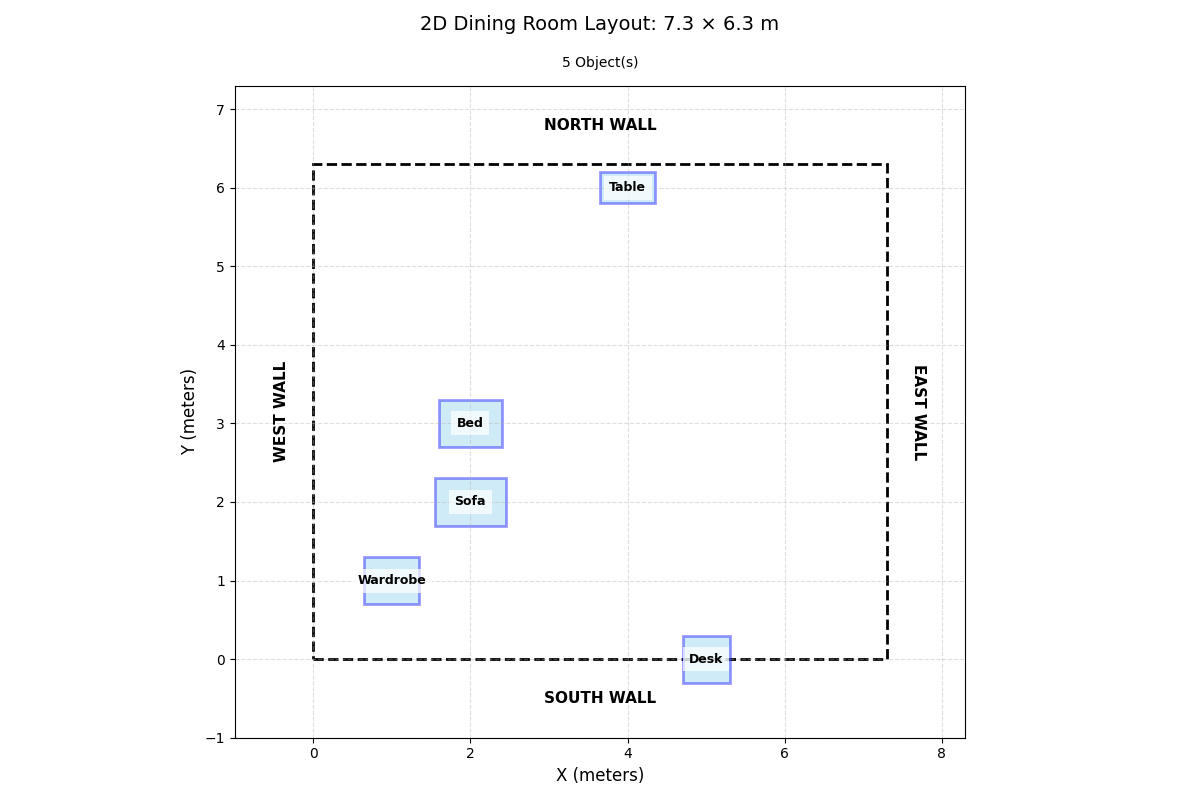 2D Dining Room Layout: 7.3 × 6.3 m
5 Object(s)
7
NORTH WALL
6
Table
5
4
Y (meters)
WEST WALL
EAST WALL
3
Bed
2
Sofa
1
Wardrobe
0
Desk
SOUTH WALL
−1
0 2 4 6 8
X (meters)